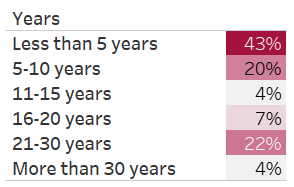 Years
Less than 5 years 43%
5-10 years 20%
11-15 years 4%
16-20 years 7%
21-30 years 22%
More than 30 years 4%